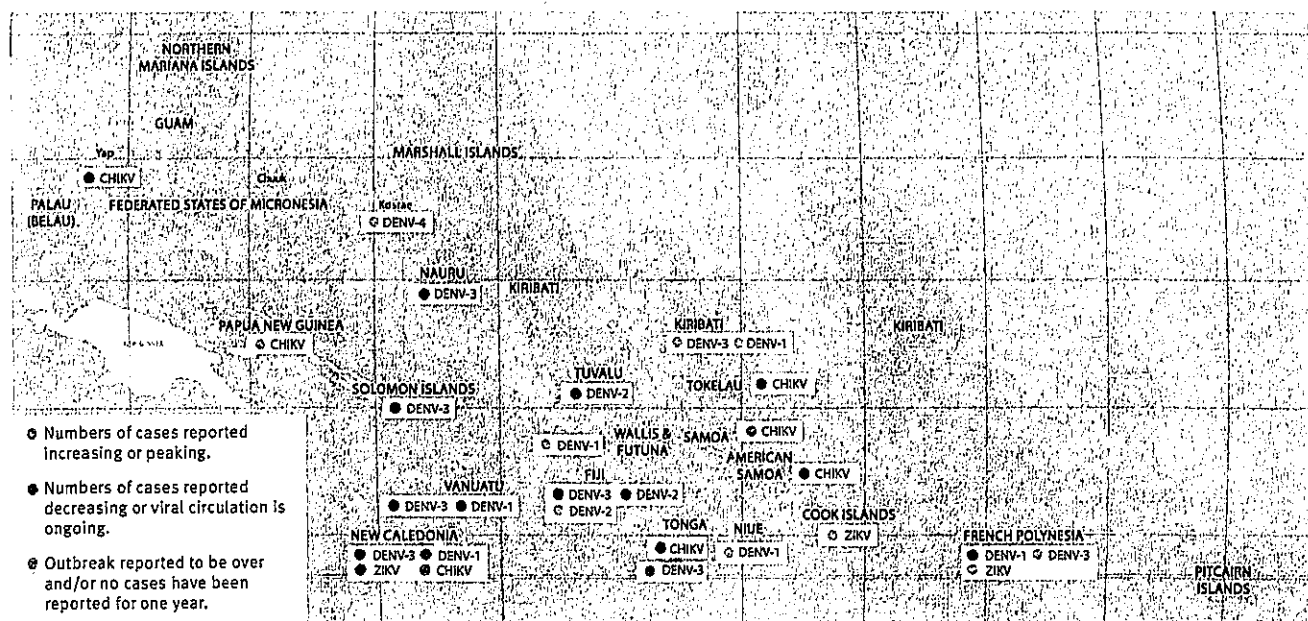 NORTHERN
MARIANA ISLANDS
GUAM
Yap
CHIKV
MARSHALL ISLANDS
Chuuk
PALAU
(BELAU)
FEDERATED STATES OF MICRONESIA
Kosrae
DENV-4
NAURU
DENV-3
KIRIBATI
PAPUA NEW GUINEA
CHIKV
KIRIBATI
DENV-3 DENV-1
KIRIBATI
TUVALU
DENV-2
TOKELAU
CHIKV
SOLOMON ISLANDS
DENV-3
DENV-1
WALLIS &
FUTUNA
SAMOA
CHIKV
AMERICAN
SAMOA
CHIKV
FIJI
DENV-3 DENV-2
DENV-2
VANUATU
DENV-3 DENV-1
NEW CALEDONIA
DENV-3 DENV-1
ZIKV CHIKV
TONGA
CHIKV
DENV-3
NIUE
DENV-1
COOK ISLANDS
ZIKV
FRENCH POLYNESIA
DENV-1 DENV-3
ZIKV
PITCAIRN
ISLANDS
Numbers of cases reported
increasing or peaking.
Numbers of cases reported
decreasing or viral circulation is
ongoing.
Outbreak reported to be over
and/or no cases have been
reported for one year.